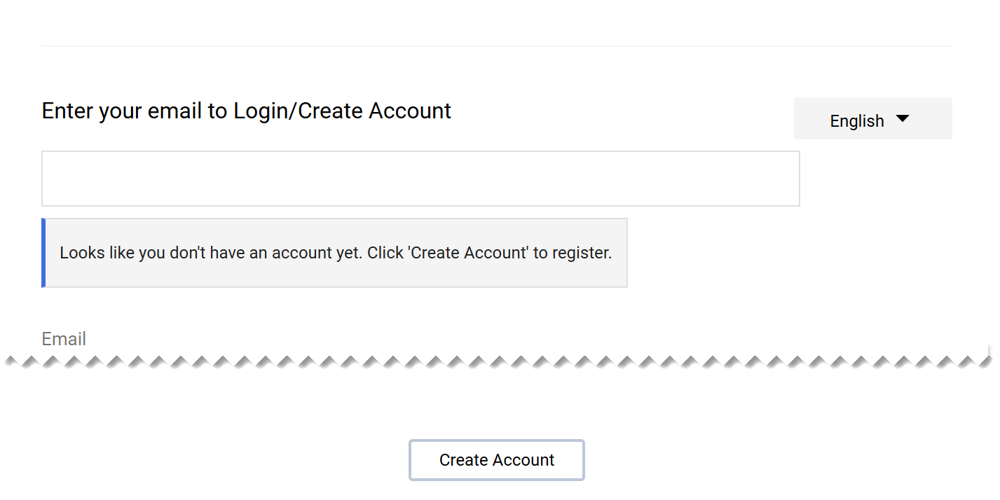 Enter your email to Login/Create Account
English
Looks like you don't have an account yet. Click 'Create Account' to register.
Email
Create Account